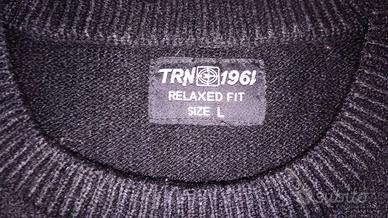 TRN 1961
RELAXED FIT
SIZE L
subito